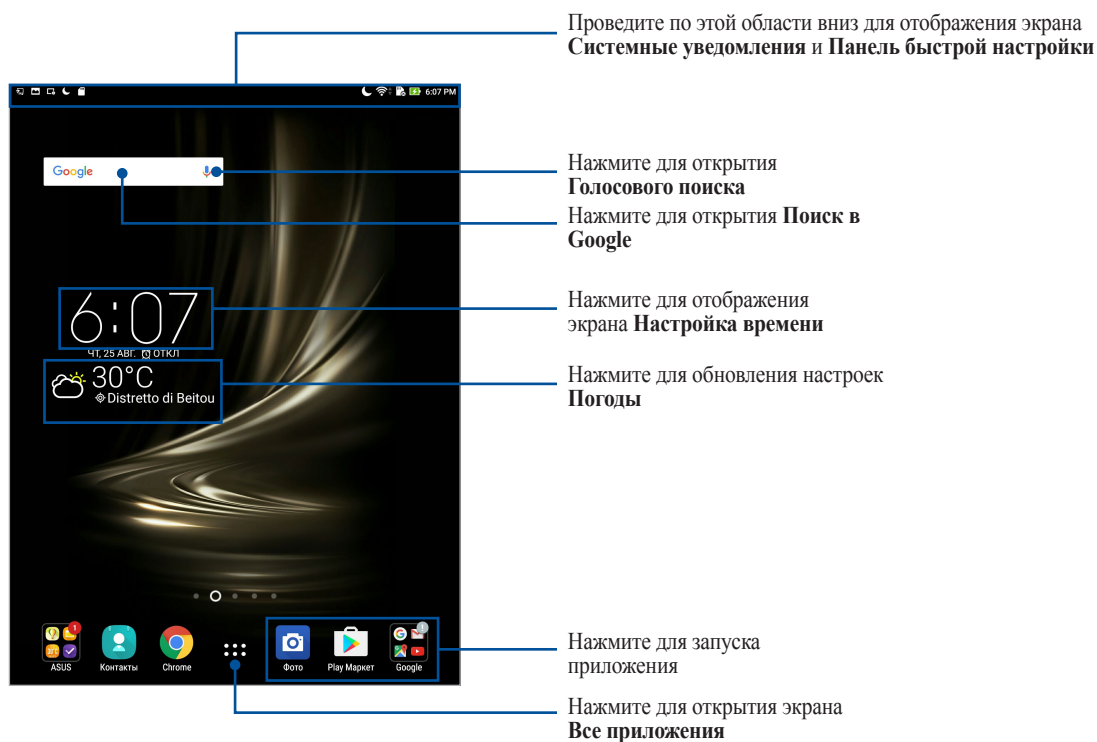 Проведите по этой области вниз для отображения экрана
Системные уведомления и Панель быстрой настройки
6:07 PM
Google
Нажмите для открытия
Голосового поиска
Нажмите для открытия Поиск в
Google
6:07
ЧТ, 25 АВГ. ОТКЛ
Нажмите для отображения
экрана Настройка времени
30°C
Distretto di Beitou
Нажмите для обновления настроек
Погоды
1
1
ASUS
Контакты
Chrome
Фото
Play Маркет
Google
Нажмите для запуска
приложения
Нажмите для открытия экрана
Все приложения